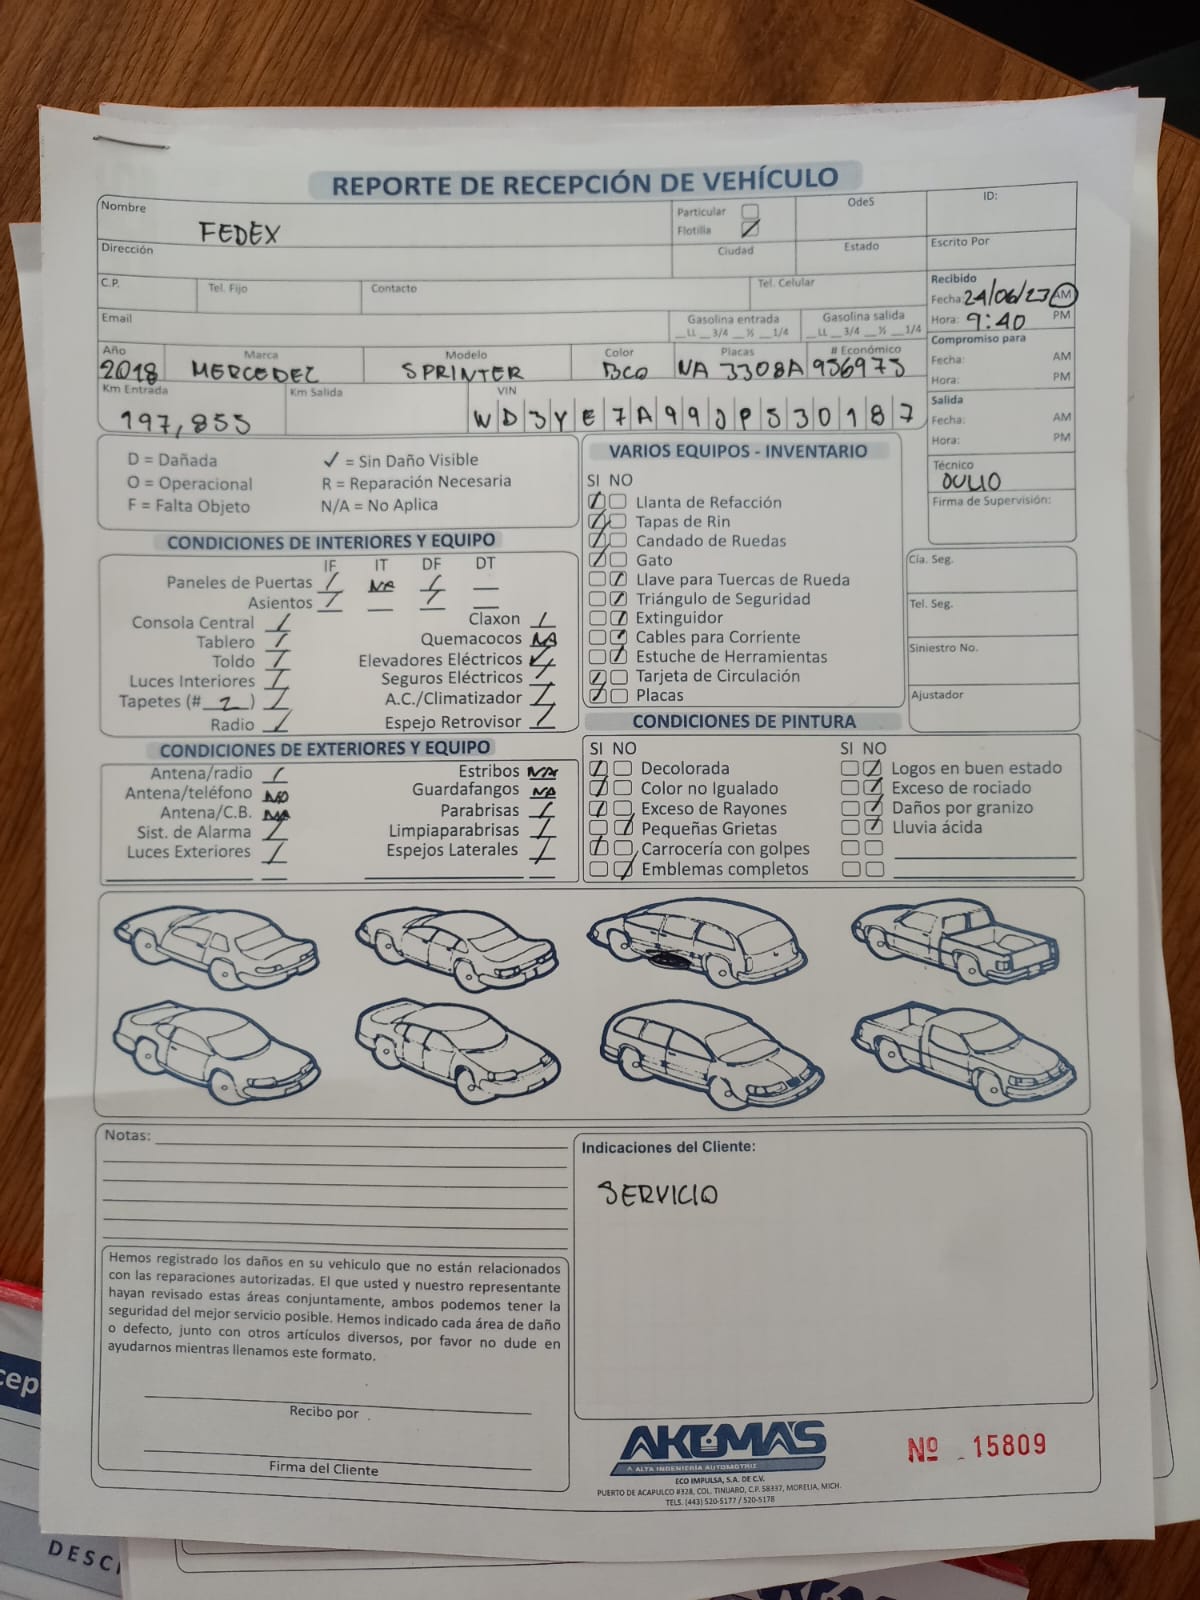 REPORTE DE RECEPCIÓN DE VEHÍCULO
Nombre FEDEX
Particular
Flotilla
OdeS
ID:
Dirección
Ciudad
Estado
Escrito Por
C.P.
Tel. Fijo
Contacto
Tel. Celular
Recibido
Fecha: 24/06/23 AM
Hora: 9:40 PM
Email
Gasolina entrada
__LL __3/4 __½ __1/4
Gasolina salida
__LL __3/4 __½ __1/4
Compromiso para
Fecha: AM
Hora: PM
Año 2018
Marca MERCEDEZ
Modelo SPRINTER
Color BCO
Placas NA 3308A
# Económico 936973
Km Entrada 197,855
Km Salida
VIN
WD3YE7A99JP530187
Salida
Fecha: AM
Hora: PM
Técnico
Firma de Supervisión:
D = Dañada
O = Operacional
F = Falta Objeto
✓ = Sin Daño Visible
R = Reparación Necesaria
N/A = No Aplica
CONDICIONES DE INTERIORES Y EQUIPO
IF IT DF DT
Paneles de Puertas / NA /
Asientos / /
Consola Central /
Tablero /
Toldo /
Luces Interiores /
Tapetes (# 2 ) /
Radio /
Claxon /
Quemacocos NA
Elevadores Eléctricos ✓
Seguros Eléctricos /
A.C./Climatizador /
Espejo Retrovisor /
VARIOS EQUIPOS - INVENTARIO
SI NO
Llanta de Refacción
Tapas de Rin
Candado de Ruedas
Gato
Llave para Tuercas de Rueda
Triángulo de Seguridad
Extinguidor
Cables para Corriente
Estuche de Herramientas
Tarjeta de Circulación
Placas
Cía. Seg.
Tel. Seg.
Siniestro No.
Ajustador
CONDICIONES DE EXTERIORES Y EQUIPO
Antena/radio /
Antena/teléfono
Antena/C.B. NA
Sist. de Alarma /
Luces Exteriores /
Estribos NA
Guardafangos NA
Parabrisas /
Limpiaparabrisas /
Espejos Laterales /
CONDICIONES DE PINTURA
SI NO
Decolorada
Color no Igualado
Exceso de Rayones
Pequeñas Grietas
Carrocería con golpes
Emblemas completos
SI NO
Logos en buen estado
Exceso de rociado
Daños por granizo
Lluvia ácida
Notas:
Indicaciones del Cliente:
SERVICIO
Hemos registrado los daños en su vehiculo que no están relacionados
con las reparaciones autorizadas. El que usted y nuestro representante
hayan revisado estas áreas conjuntamente, ambos podemos tener la
seguridad del mejor servicio posible. Hemos indicado cada área de daño
o defecto, junto con otros artículos diversos, por favor no dude en
ayudarnos mientras llenamos este formato.
Recibo por
Firma del Cliente
AKEMA'S
ALTA INGENIERÍA AUTOMOTRIZ
ECO IMPULSA, S.A. DE C.V.
PUERTO DE ACAPULCO #328, COL. TINIJARO, C.P. 58337, MORELIA, MICH.
TELS. (443) 520-5177 / 520-5178
Nº 15809